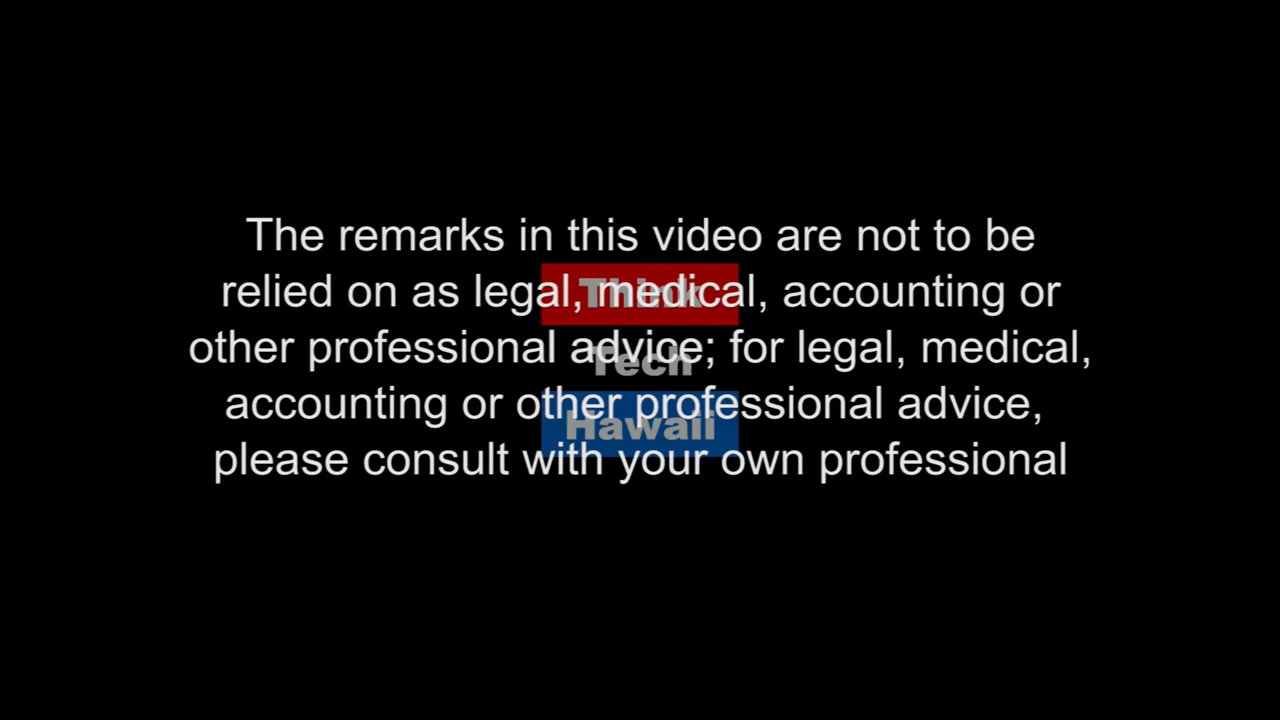 The remarks in this video are not to be
relied on as legal, medical, accounting or
other professional advice; for legal, medical,
accounting or other professional advice,
please consult with your own professional
Think
Tech
Hawaii